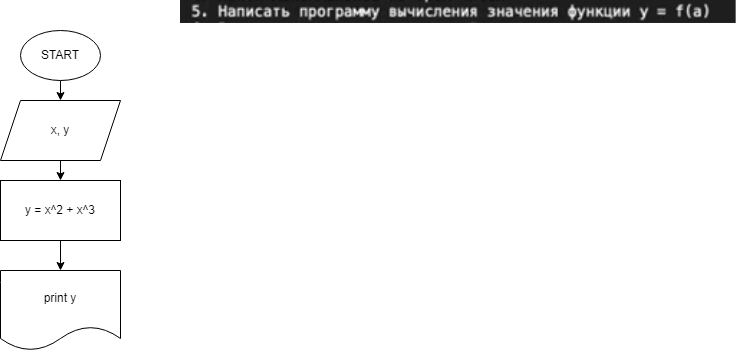 5. Написать программу вычисления значения функции y = f(a)
START
x, y
y = x^2 + x^3
print y